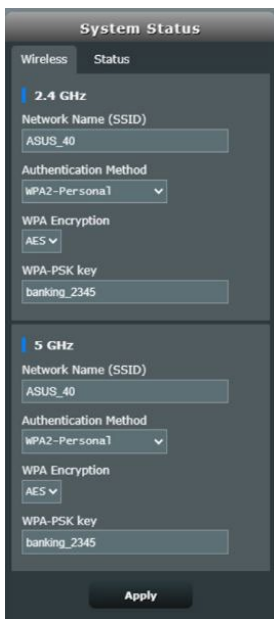 System Status
Wireless Status
2.4 GHz
Network Name (SSID)
ASUS_40
Authentication Method
WPA2-Personal
WPA Encryption
AES
WPA-PSK key
banking_2345
5 GHz
Network Name (SSID)
ASUS_40
Authentication Method
WPA2-Personal
WPA Encryption
AES
WPA-PSK key
banking_2345
Apply